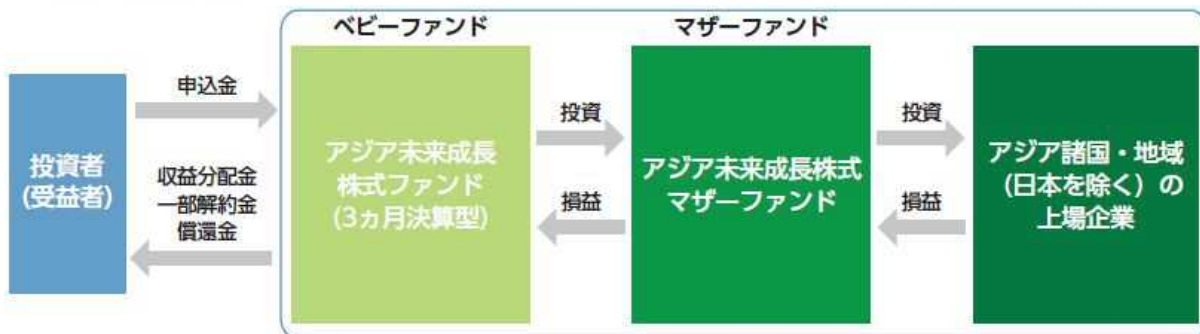 ベビーファンド
マザーファンド
投資者
(受益者)
申込金
収益分配金
一部解約金
償還金
アジア未来成長
株式ファンド
(3ヵ月決算型)
投資
損益
アジア未来成長株式
マザーファンド
投資
損益
アジア諸国・地域
(日本を除く)の
上場企業